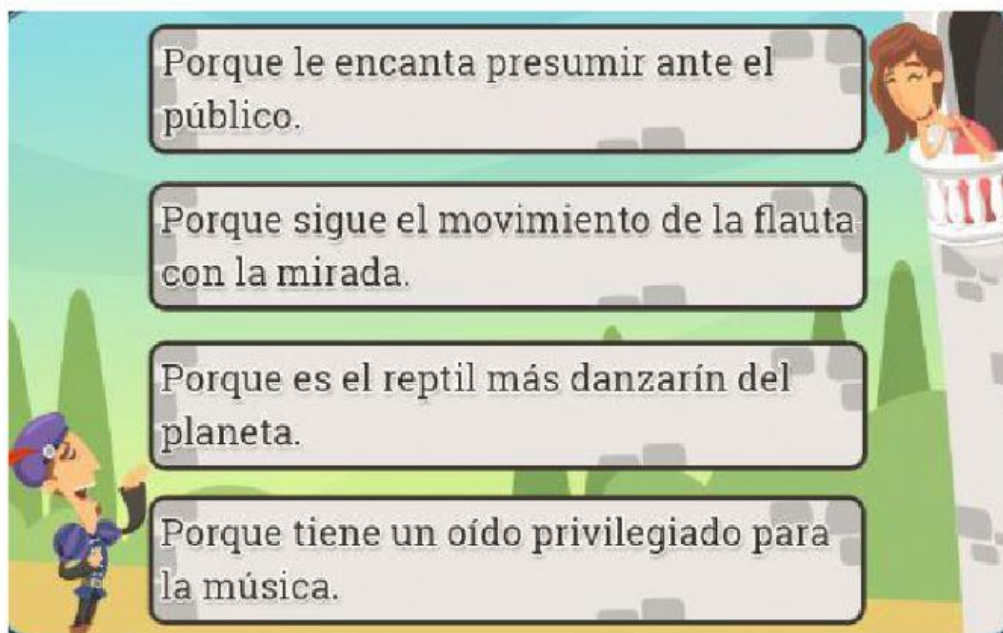 Porque le encanta presumir ante el
público.
Porque sigue el movimiento de la flauta
con la mirada.
Porque es el reptil más danzarín del
planeta.
Porque tiene un oído privilegiado para
la música.